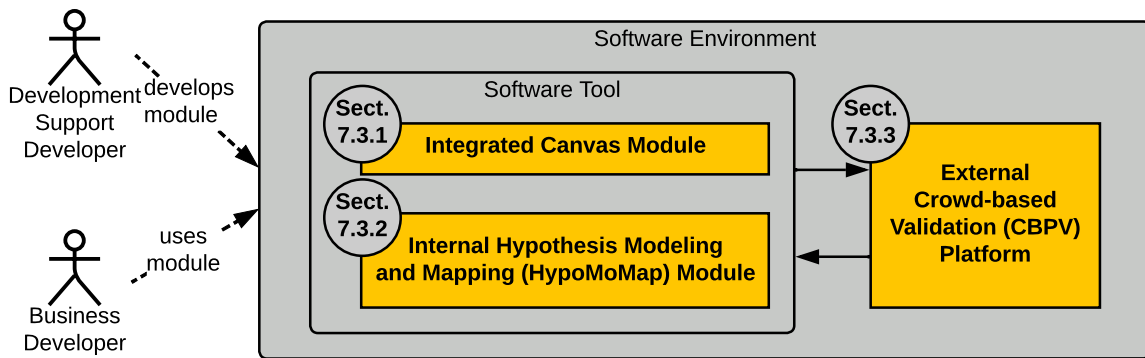 Software Environment
Development
Support
Developer
develops
module
Software Tool
Sect.
7.3.1
Integrated Canvas Module
Sect.
7.3.2
Internal Hypothesis Modeling
and Mapping (HypoMoMap) Module
Sect.
7.3.3
External
Crowd-based
Validation (CBPV)
Platform
uses
module
Business
Developer